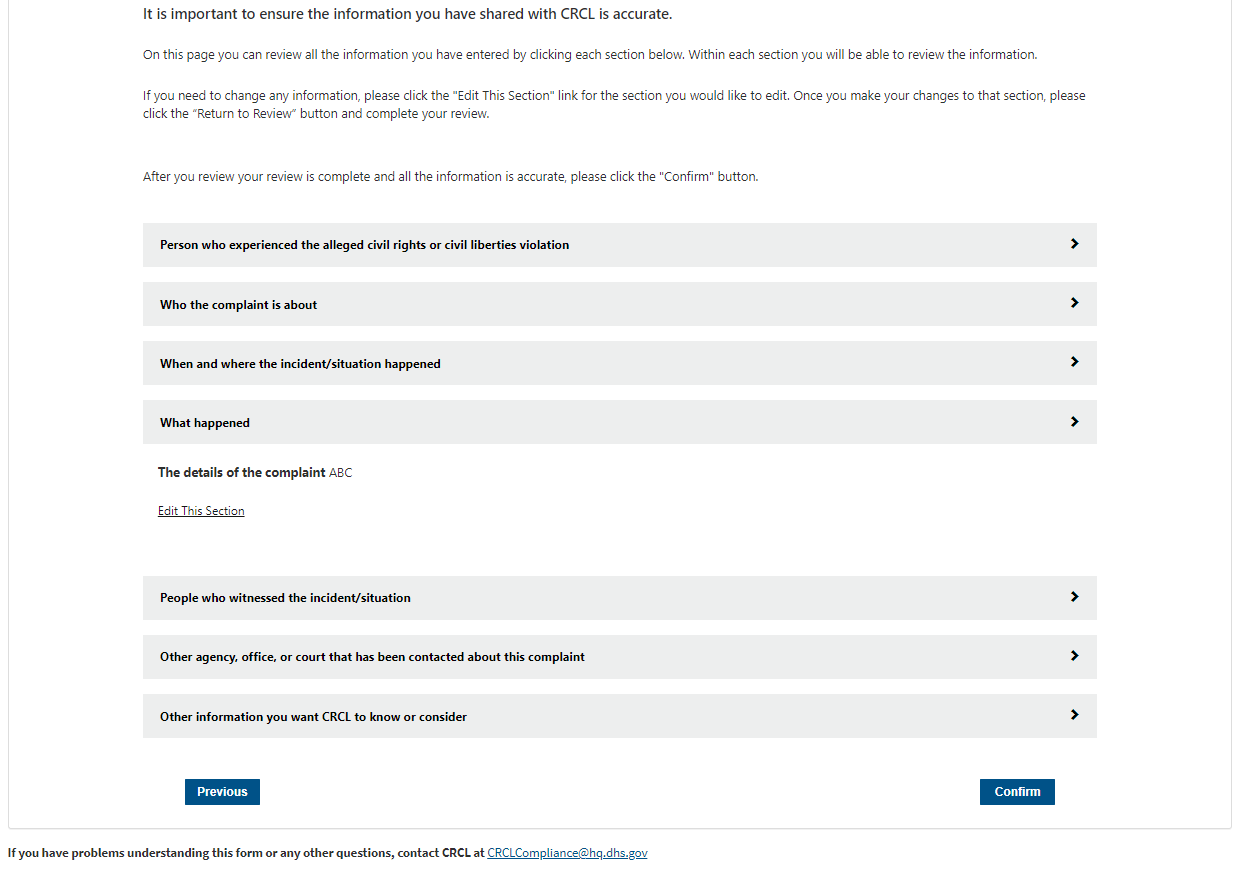 It is important to ensure the information you have shared with CRCL is accurate.
On this page you can review all the information you have entered by clicking each section below. Within each section you will be able to review the information.
If you need to change any information, please click the "Edit This Section" link for the section you would like to edit. Once you make your changes to that section, please
click the “Return to Review” button and complete your review.
After you review your review is complete and all the information is accurate, please click the "Confirm" button.
Person who experienced the alleged civil rights or civil liberties violation
Who the complaint is about
When and where the incident/situation happened
What happened
The details of the complaint ABC
Edit This Section
People who witnessed the incident/situation
Other agency, office, or court that has been contacted about this complaint
Other information you want CRCL to know or consider
Previous
Confirm
If you have problems understanding this form or any other questions, contact CRCL at CRCLCompliance@hq.dhs.gov